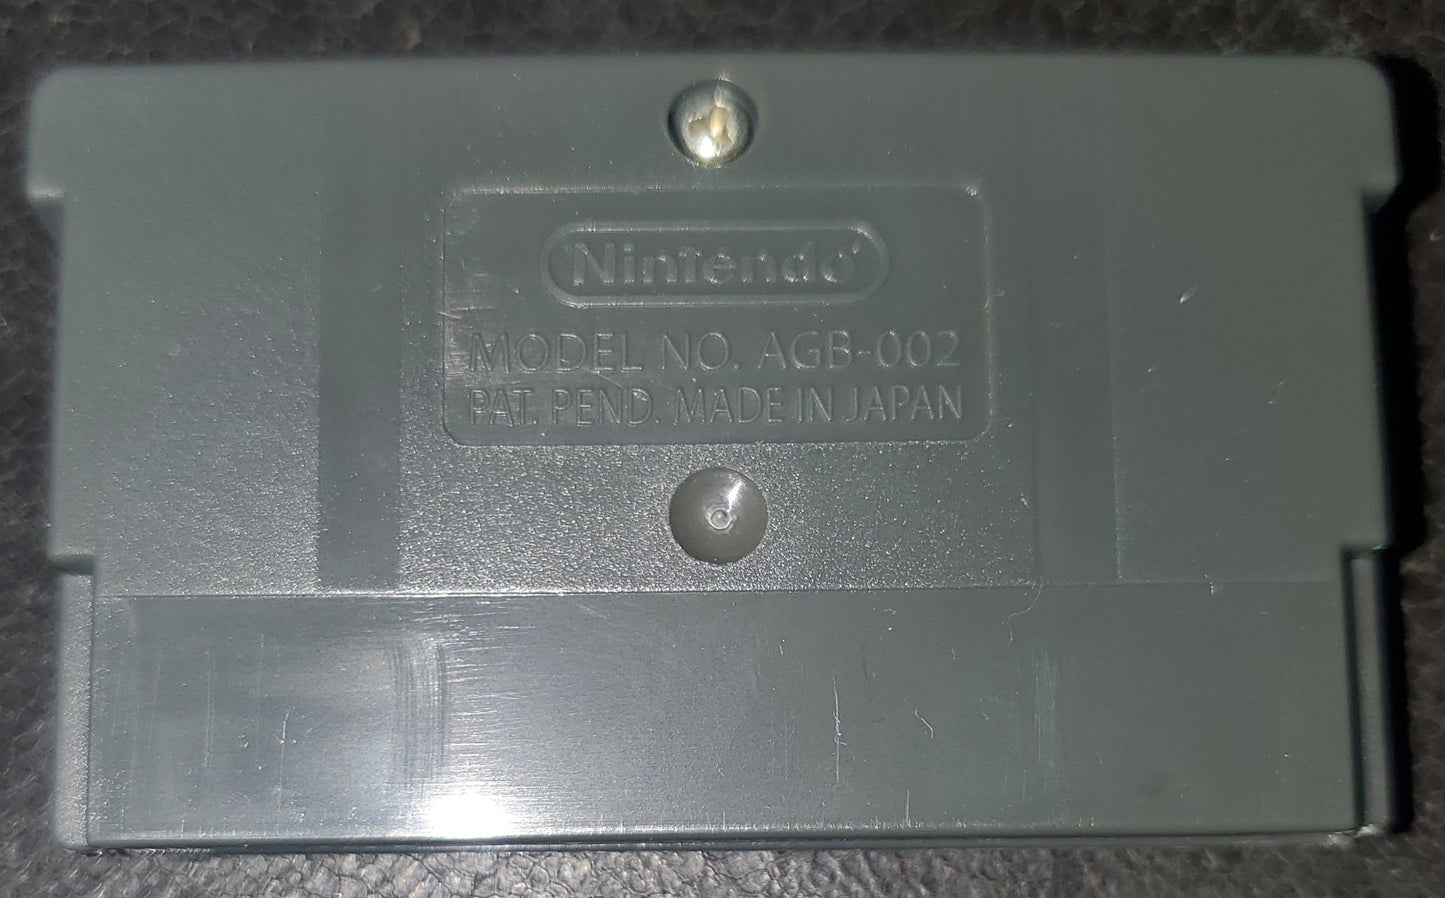 Nintendo
MODEL NO. AGB-002
PAT. PEND. MADE IN JAPAN